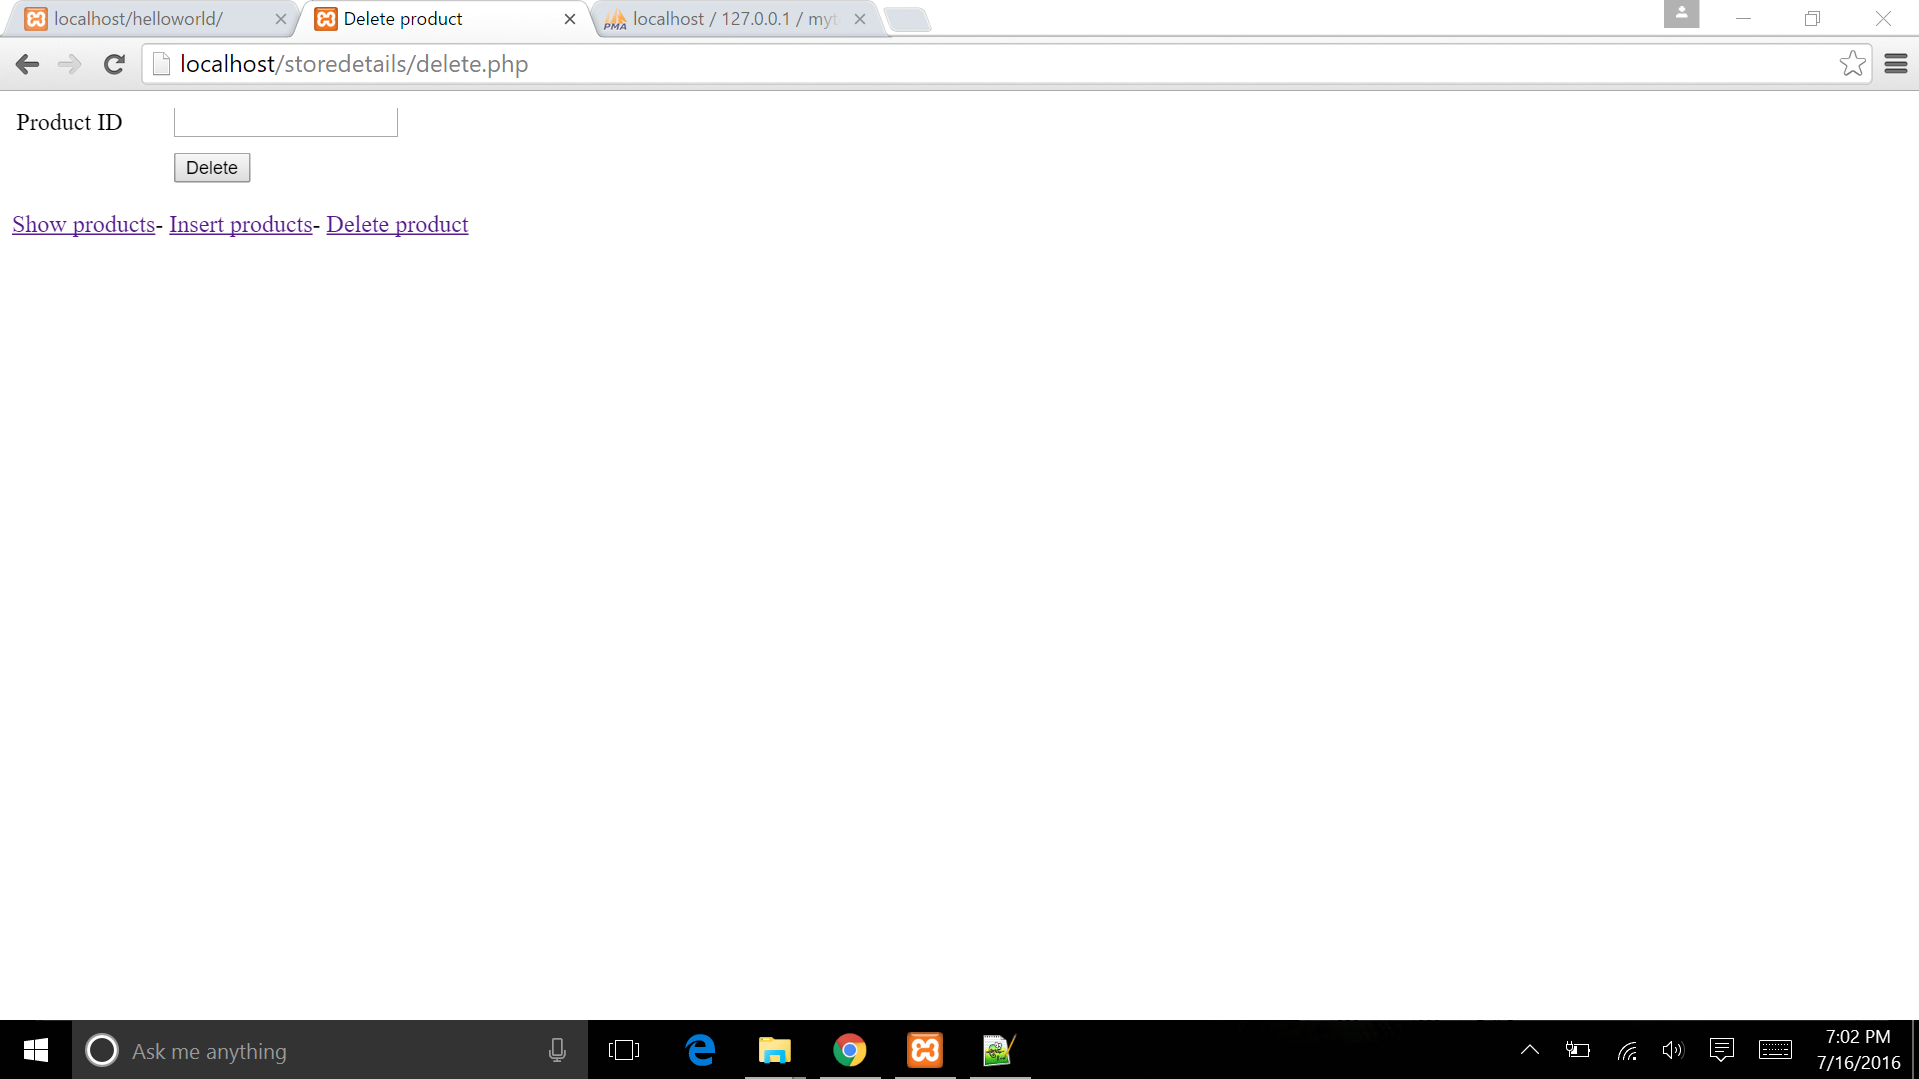 localhost/helloworld/ Delete product PMA localhost / 127.0.0.1 / myt
localhost/storedetails/delete.php
Product ID
Delete
Show products- Insert products- Delete product
Ask me anything
7:02 PM
7/16/2016